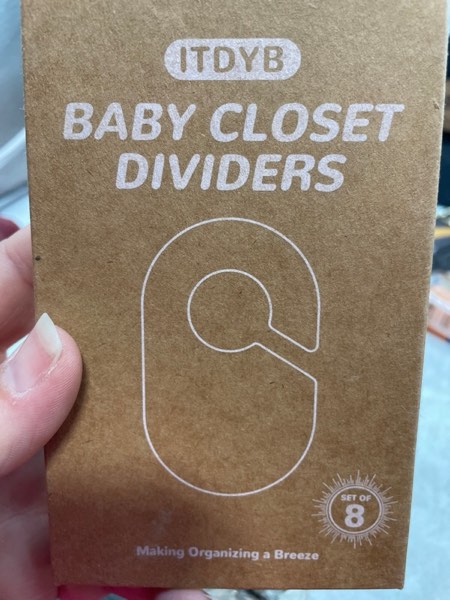 ITDYB
BABY CLOSET
DIVIDERS
SET OF
8
Making Organizing a Breeze